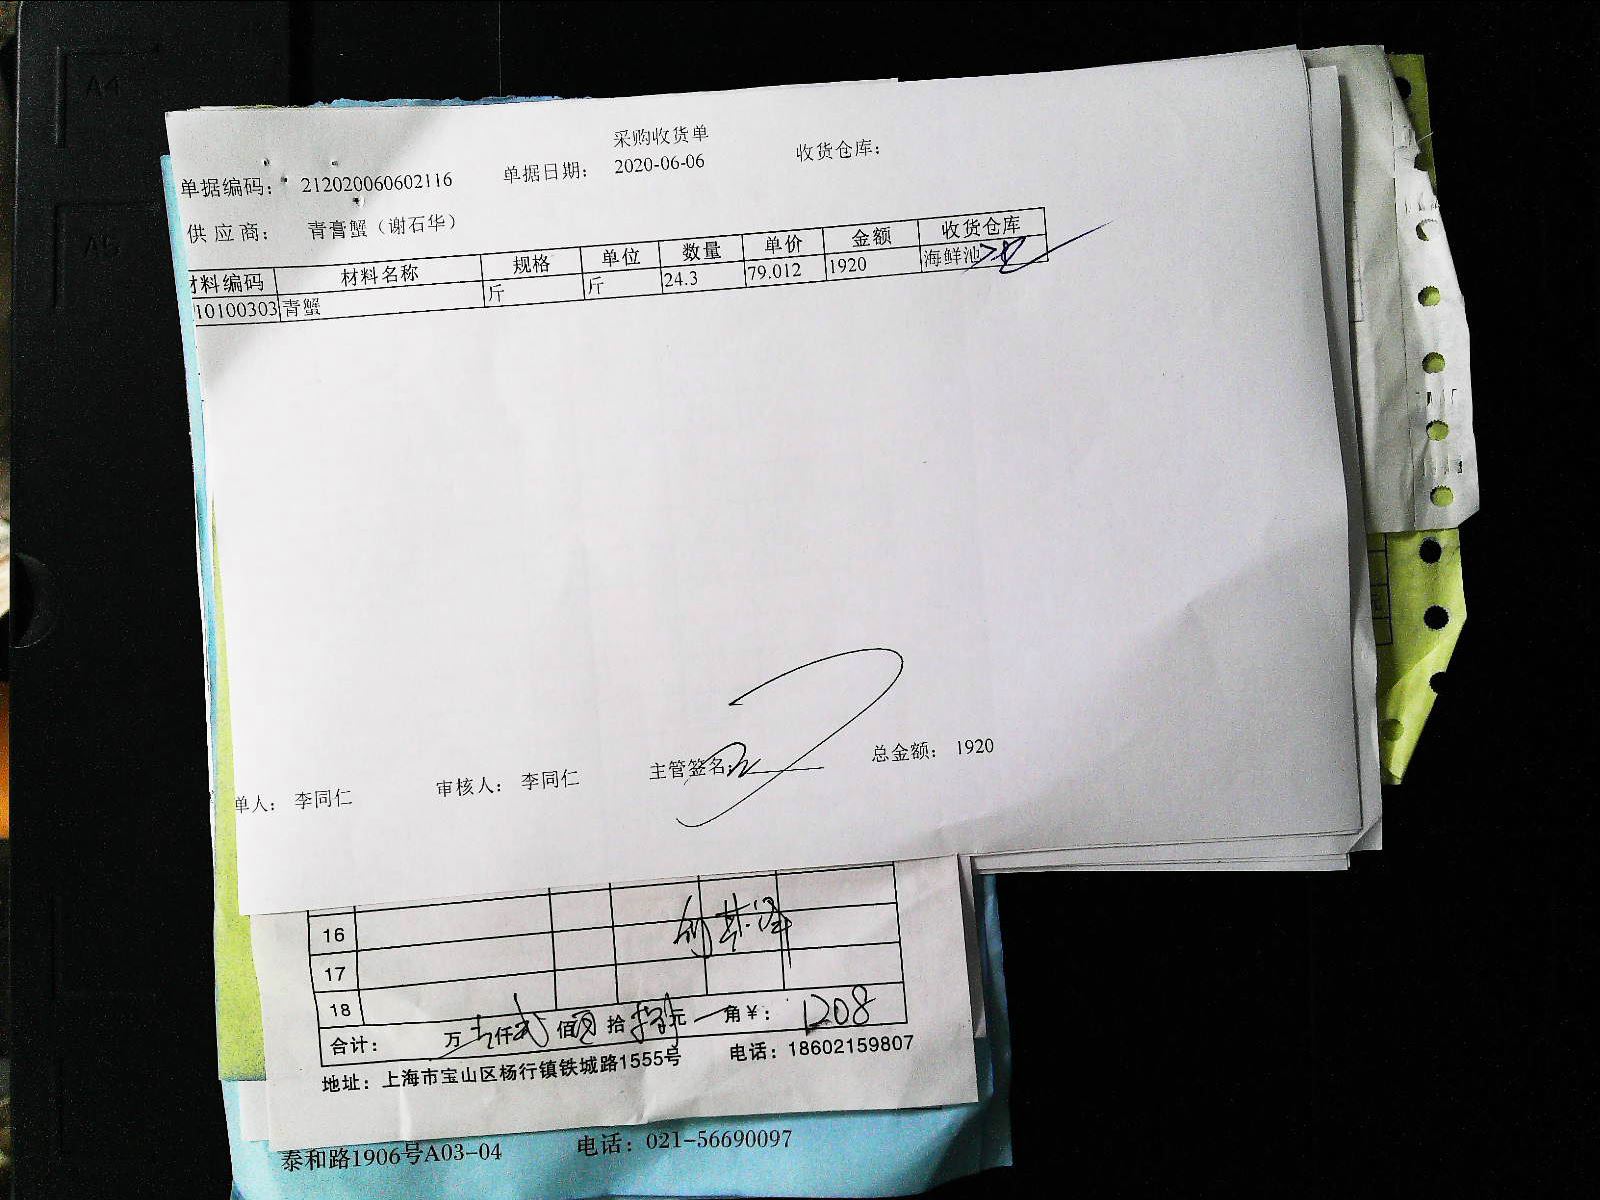 采购收货单
单据编码: 212020060602116 单据日期: 2020-06-06 收货仓库:
供应商: 青膏蟹（谢石华）
材料编码 材料名称 规格 单位 数量 单价 金额 收货仓库
10100303 青蟹 斤 斤 24.3 79.012 1920 海鲜池
单人: 李同仁 审核人: 李同仁 主管签名: 总金额: 1920
16
17
18
合计: 万 仟 佰 拾 元 角 ¥: 1208
地址: 上海市宝山区杨行镇铁城路1555号 电话: 18602159807
泰和路1906号A03-04 电话: 021-56690097
A4
A5